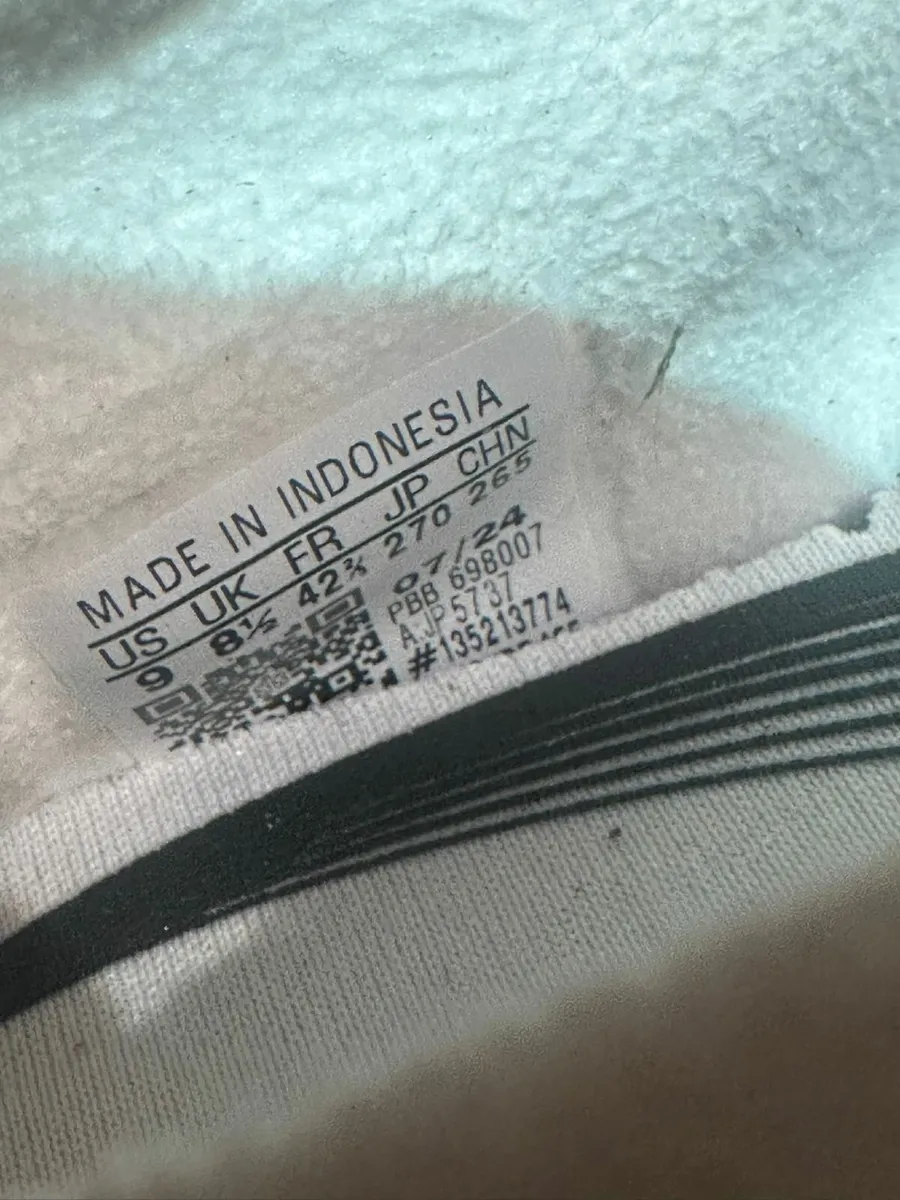 MADE IN INDONESIA
US UK FR JP CHN
9 8½ 42⅔ 270 265
07/24
PBB 698007
AJP5737
#135213774